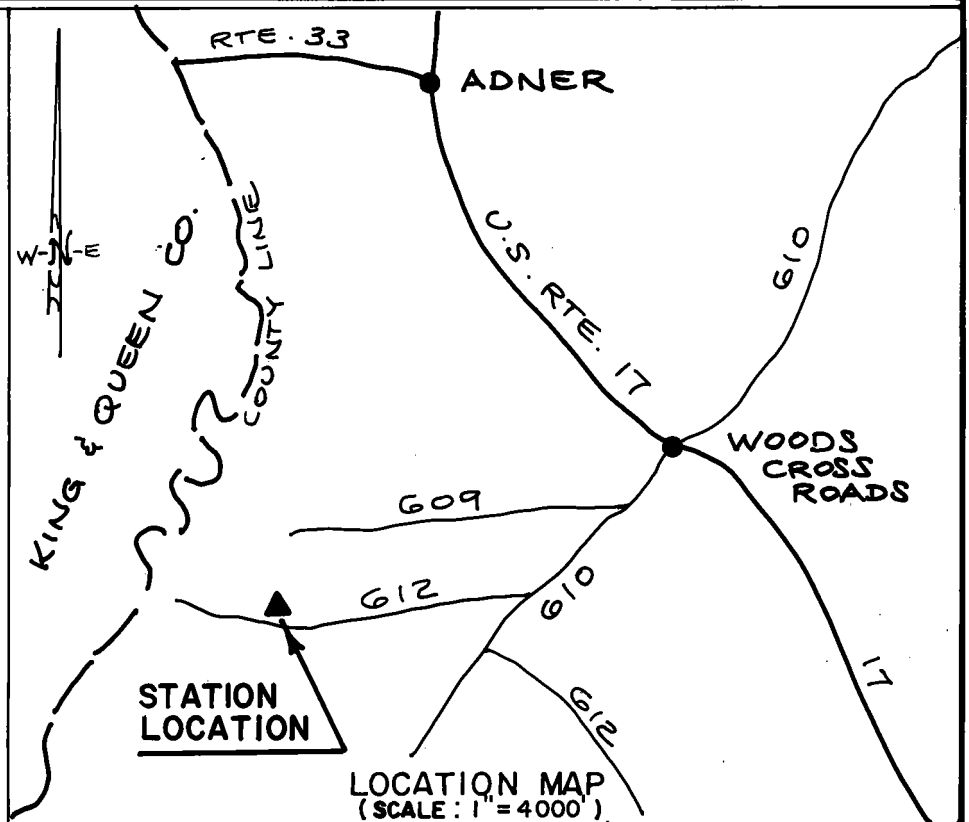 RTE. 33
ADNER
W-N-E
S
KING & QUEEN CO.
COUNTY LINE
U.S. RTE. 17
610
WOODS
CROSS
ROADS
609
612
610
612
17
STATION
LOCATION
LOCATION MAP
(SCALE: 1"=4000')